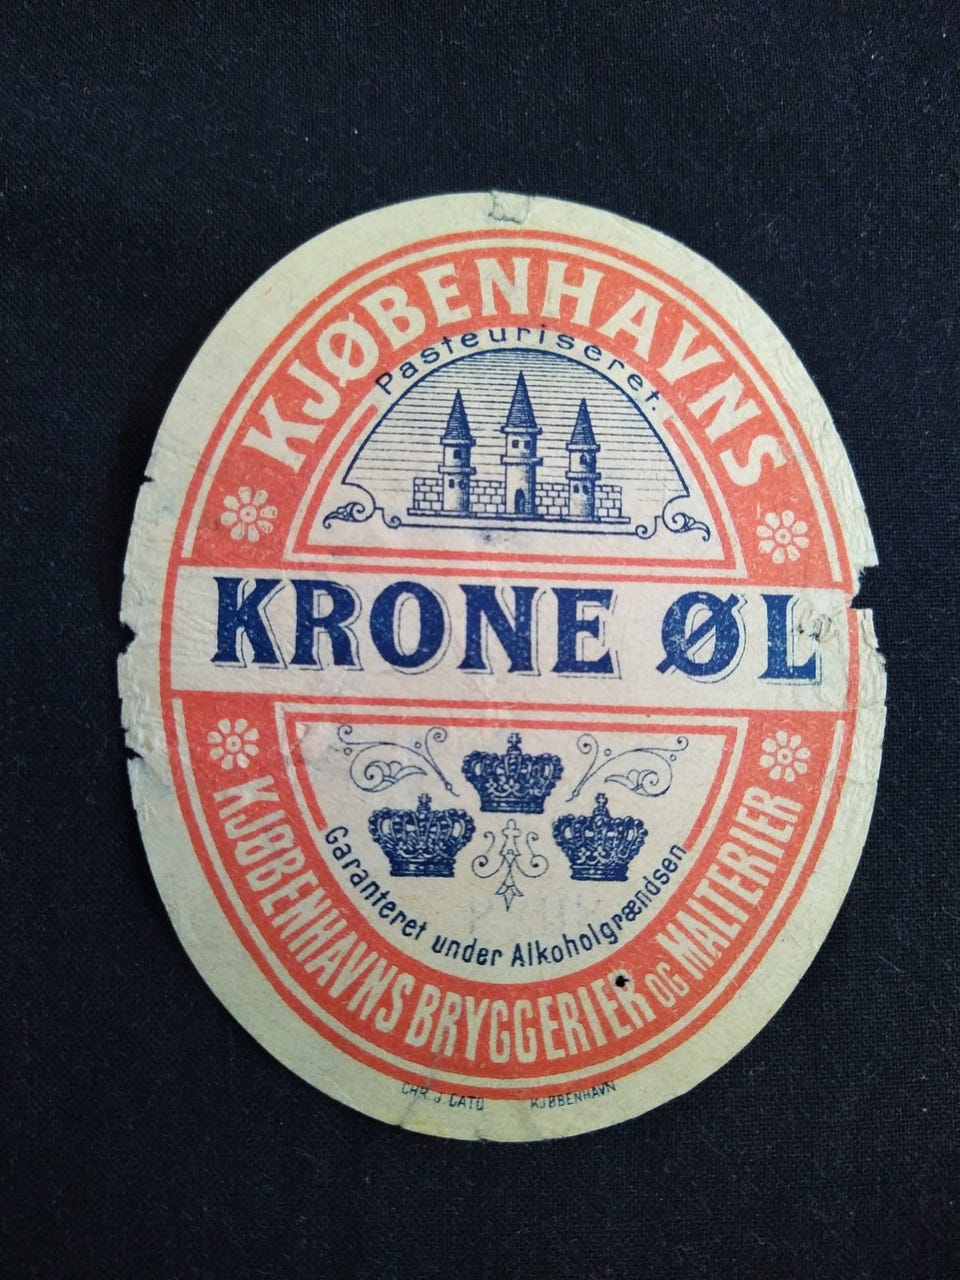 KJØBENHAVNS
Pasteuriseret.
KRONE ØL
Garanteret under Alkoholgrændsen
KJØBENHAVNS BRYGGERIER OG MALTERIER
CHR. J. CATO KJØBENHAVN